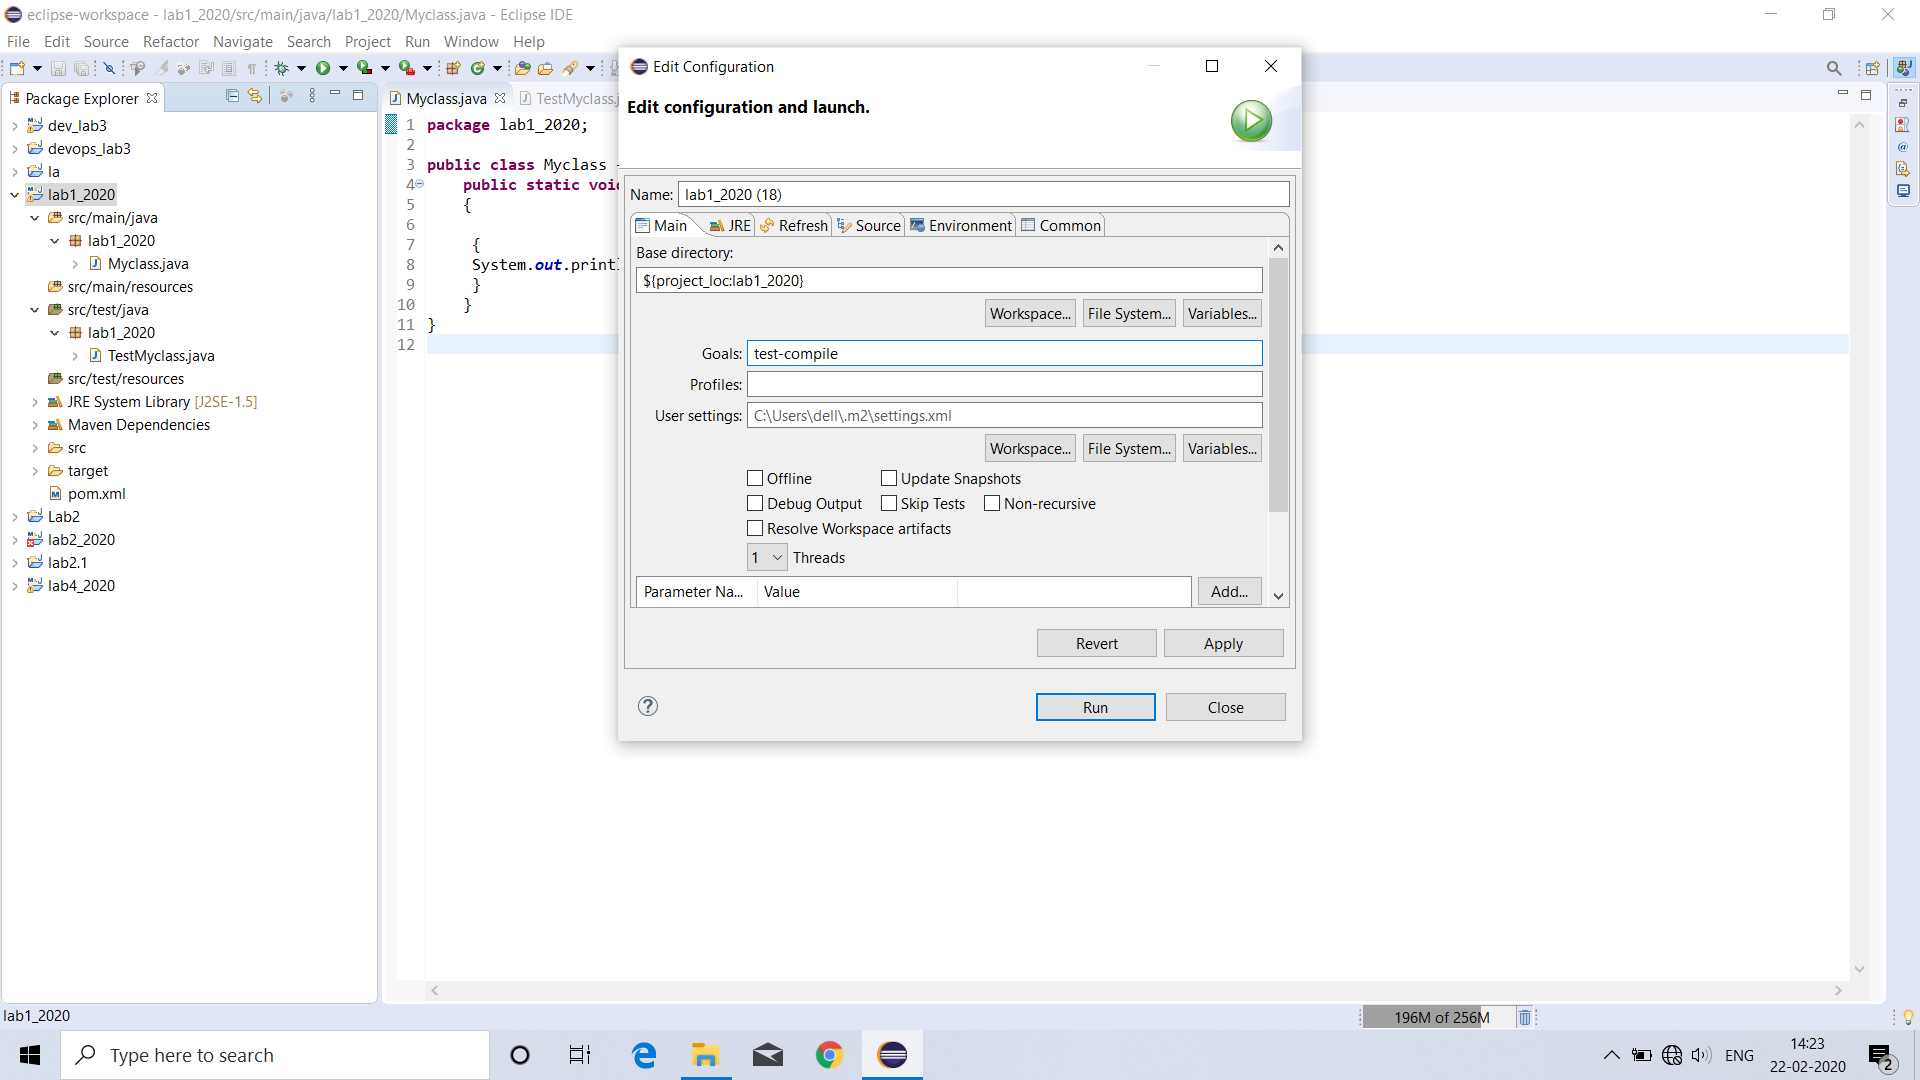 eclipse-workspace - lab1_2020/src/main/java/lab1_2020/Myclass.java - Eclipse IDE
File Edit Source Refactor Navigate Search Project Run Window Help
Package Explorer
dev_lab3
devops_lab3
la
lab1_2020
src/main/java
lab1_2020
Myclass.java
src/main/resources
src/test/java
lab1_2020
TestMyclass.java
src/test/resources
JRE System Library [J2SE-1.5]
Maven Dependencies
src
target
pom.xml
Lab2
lab2_2020
lab2.1
lab4_2020
Myclass.java TestMyclass.j
1 package lab1_2020;
2
3 public class Myclass
4 public static void
5 {
6
7 {
8 System.out.printl
9 }
10 }
11 }
12
Edit Configuration
Edit configuration and launch.
Name: lab1_2020 (18)
Main JRE Refresh Source Environment Common
Base directory:
${project_loc:lab1_2020}
Workspace... File System... Variables...
Goals: test-compile
Profiles:
User settings: C:\Users\dell\.m2\settings.xml
Workspace... File System... Variables...
Offline Update Snapshots
Debug Output Skip Tests Non-recursive
Resolve Workspace artifacts
1 Threads
Parameter Na... Value Add...
Revert Apply
Run Close
lab1_2020 196M of 256M
Type here to search
ENG 14:23
22-02-2020
2